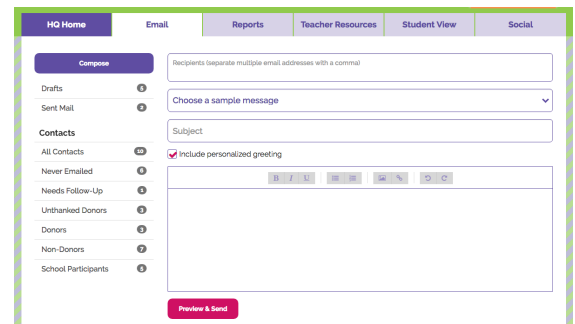 HQ Home Email Reports Teacher Resources Student View Social
Compose
Drafts 5
Sent Mail 2
Contacts
All Contacts 10
Never Emailed 6
Needs Follow-Up 1
Unthanked Donors 3
Donors 3
Non-Donors 7
School Participants 5
Recipients (separate multiple email addresses with a comma)
Choose a sample message
Subject
Include personalized greeting
B I U
Preview & Send